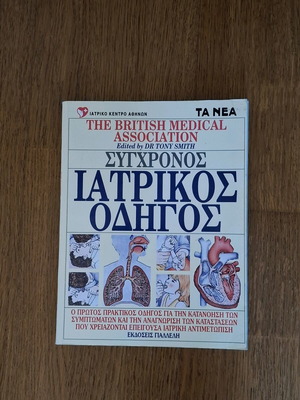 ΙΑΤΡΙΚΟ ΚΕΝΤΡΟ ΑΘΗΝΩΝ
ΤΑ ΝΕΑ
THE BRITISH MEDICAL
ASSOCIATION
Edited by DR TONY SMITH
ΣΥΓΧΡΟΝΟΣ
ΙΑΤΡΙΚΟΣ
ΟΔΗΓΟΣ
Ο ΠΡΩΤΟΣ ΠΡΑΚΤΙΚΟΣ ΟΔΗΓΟΣ ΓΙΑ ΤΗΝ ΚΑΤΑΝΟΗΣΗ ΤΩΝ
ΣΥΜΠΤΩΜΑΤΩΝ ΚΑΙ ΤΗΝ ΑΝΑΓΝΩΡΙΣΗ ΤΩΝ ΚΑΤΑΣΤΑΣΕΩΝ
ΠΟΥ ΧΡΕΙΑΖΟΝΤΑΙ ΕΠΕΙΓΟΥΣΑ ΙΑΤΡΙΚΗ ΑΝΤΙΜΕΤΩΠΙΣΗ
ΕΚΔΟΣΕΙΣ ΓΙΑΛΛΕΛΗ